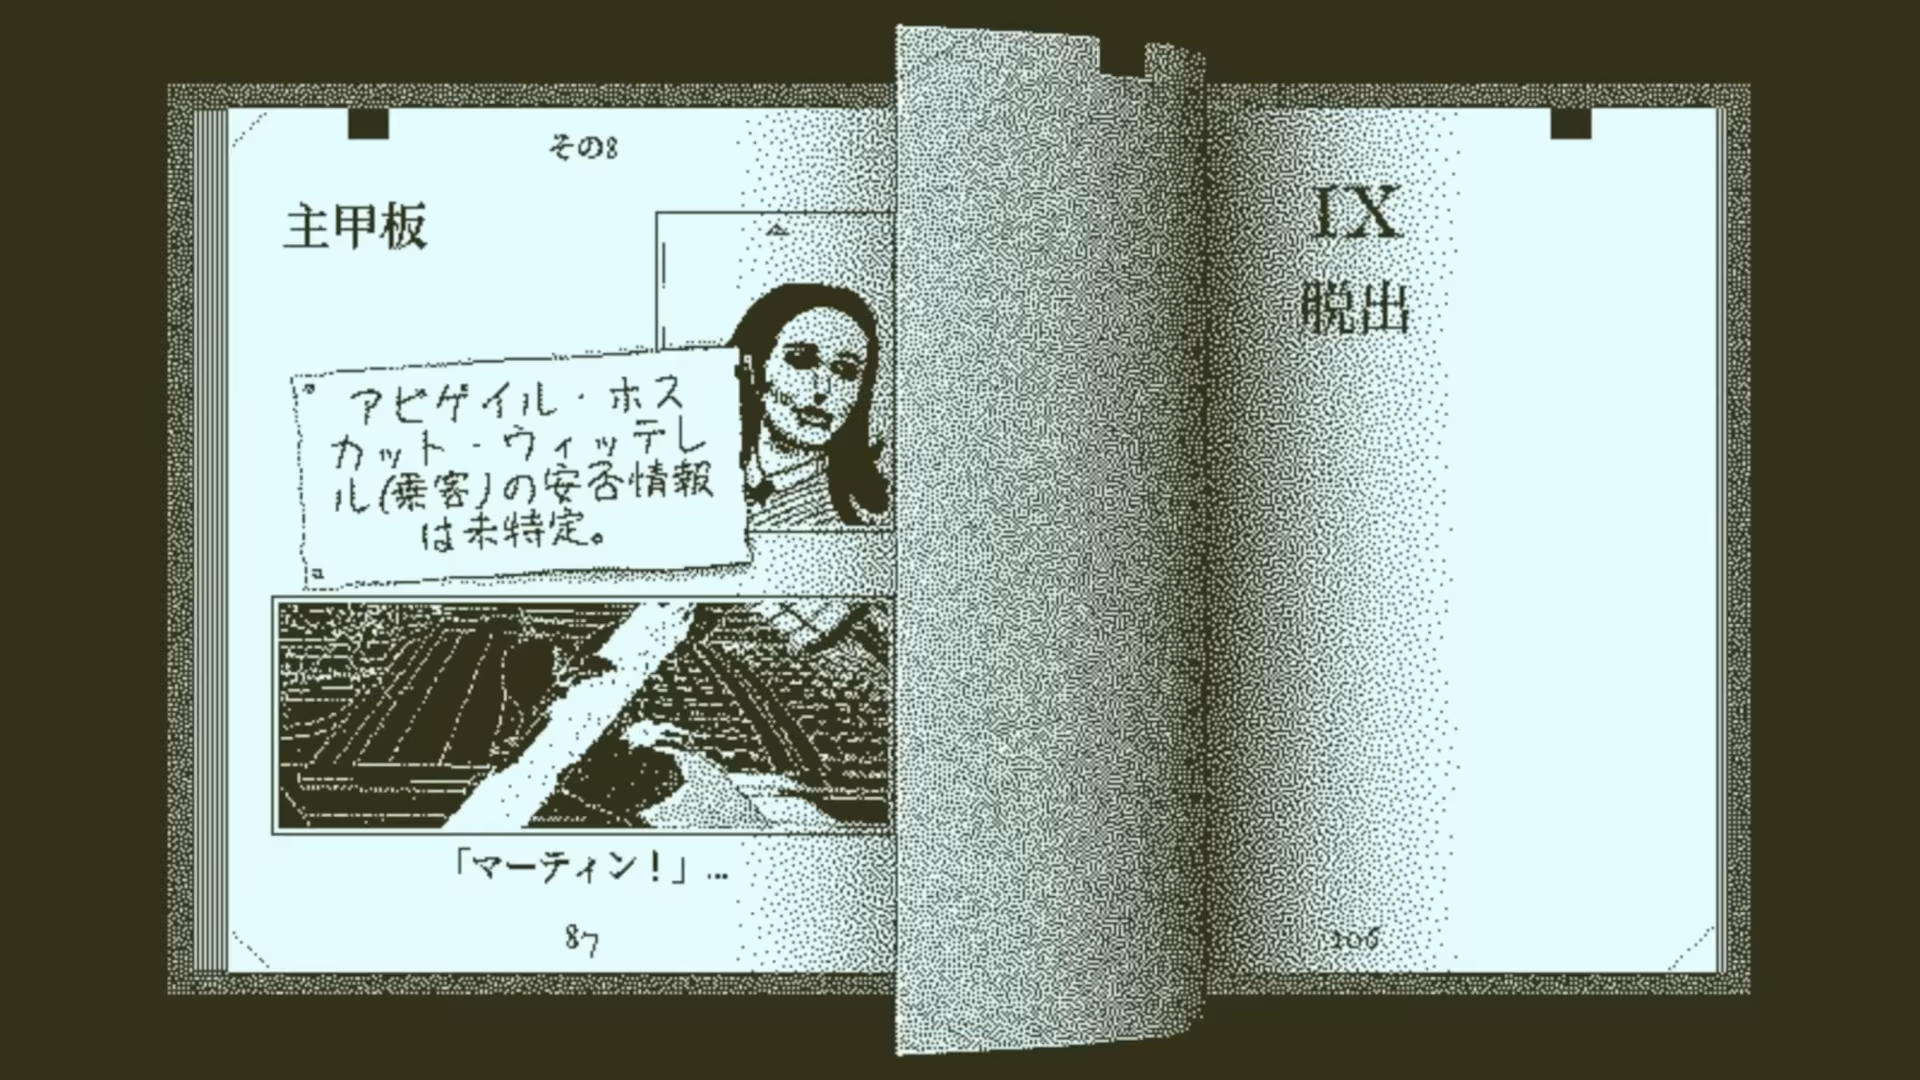 その8
主甲板
アビゲイル・ホス
カット・ウィッテレ
ル(乗客)の安否情報
は未特定。
「マーティン！」...
87
IX
脱出
106